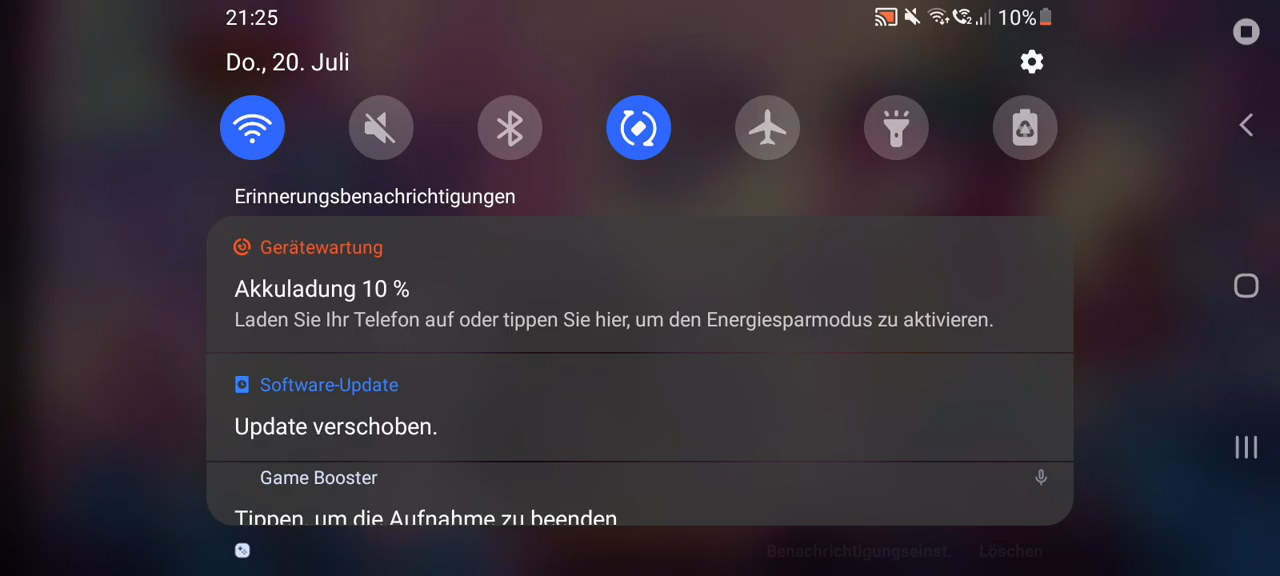 21:25
10%
Do., 20. Juli
Erinnerungsbenachrichtigungen
Gerätewartung
Akkuladung 10 %
Laden Sie Ihr Telefon auf oder tippen Sie hier, um den Energiesparmodus zu aktivieren.
Software-Update
Update verschoben.
Game Booster
Tippen, um die Aufnahme zu beenden
Benachrichtigungseinst. Löschen